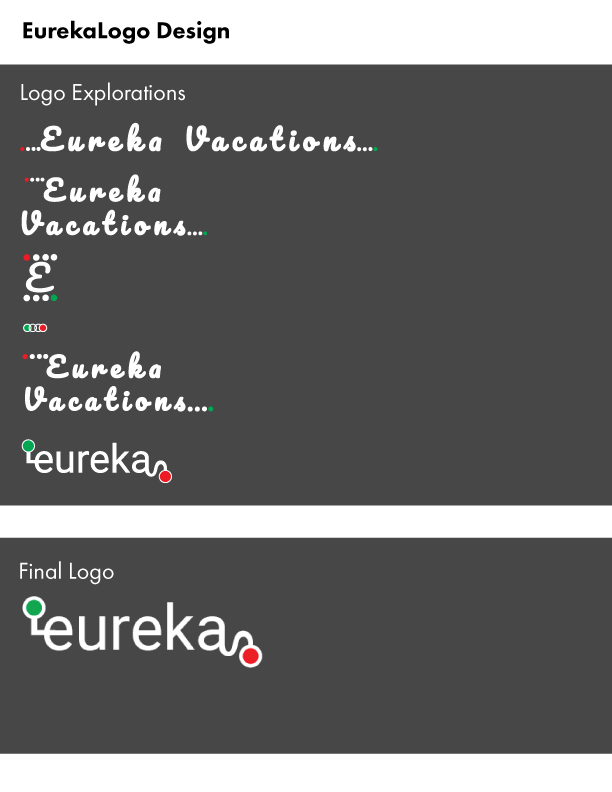 EurekaLogo Design
Logo Explorations
...Eureka Vacations...
...Eureka
Vacations...
E
...Eureka
Vacations...
eureka
Final Logo
eureka